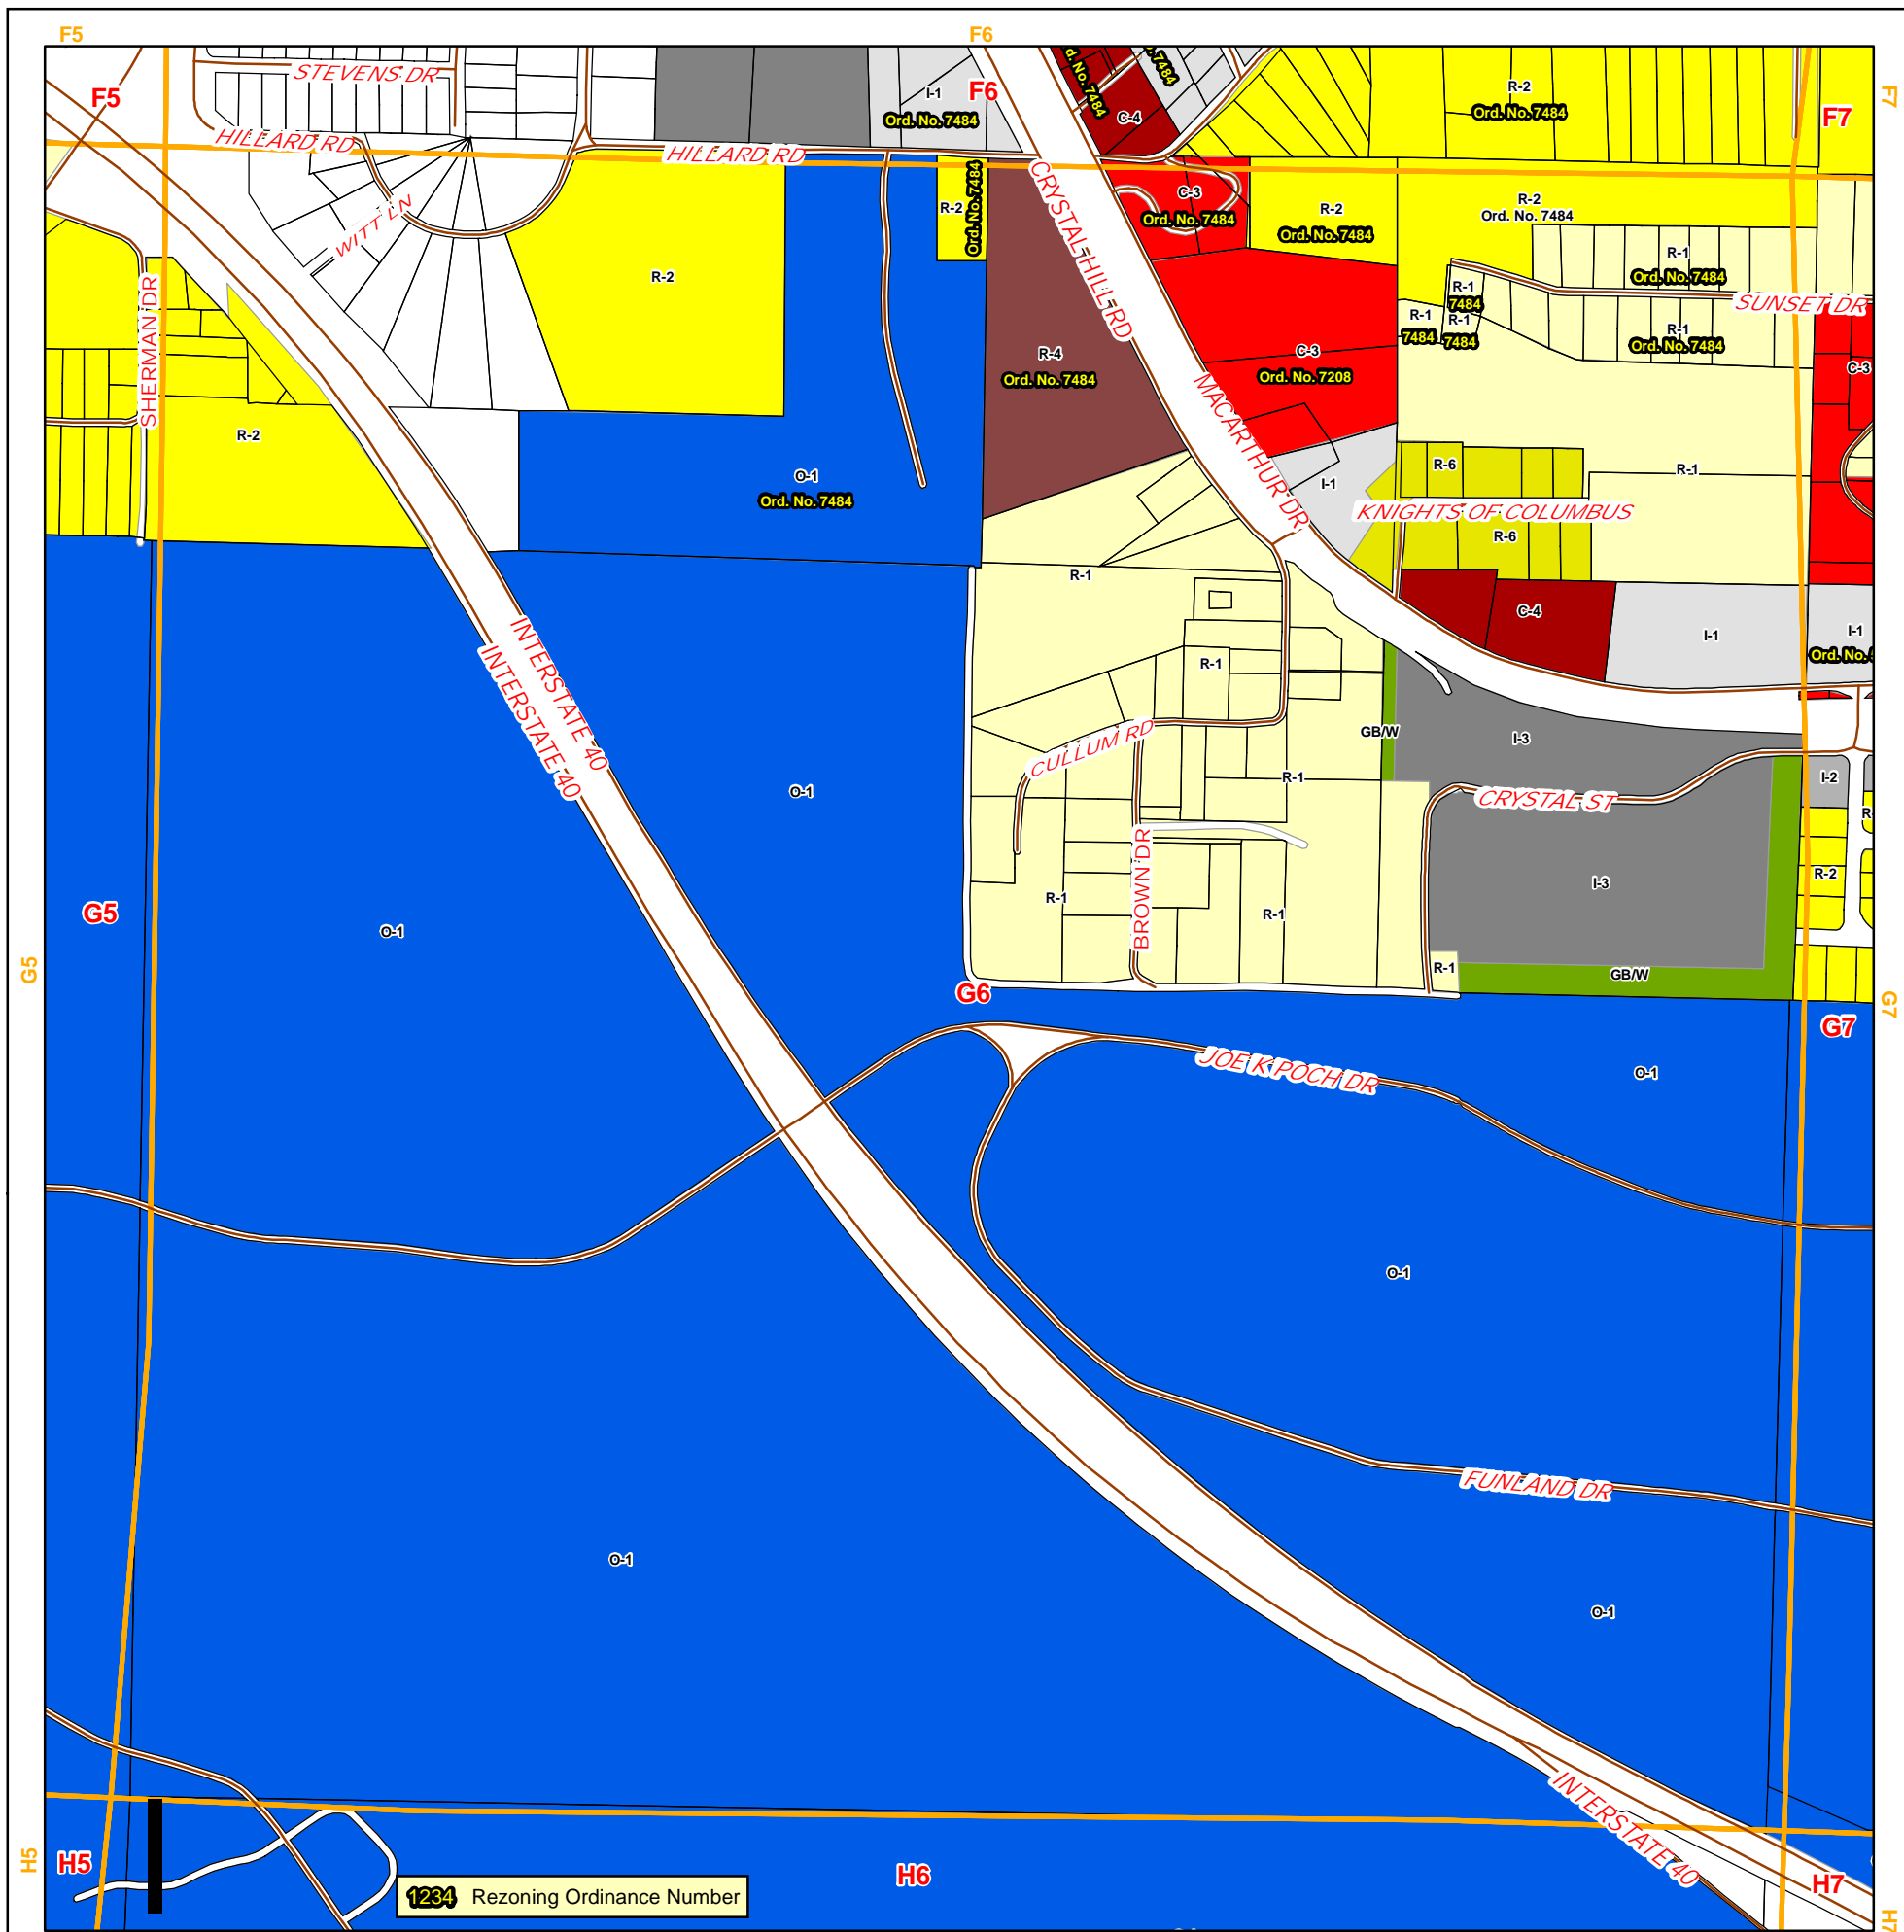 F5
F6
F7
STEVENS DR
F5
F6
F7
I-1
Ord. No. 7484
d. No. 7484
7484
C-4
R-2
Ord. No. 7484
HILLARD RD
HILLARD RD
WITT LN
SHERMAN DR
R-2
R-2
Ord. No. 7484
CRYSTAL HILL RD
C-3
Ord. No. 7484
R-2
Ord. No. 7484
R-2
Ord. No. 7484
R-1
Ord. No. 7484
R-1
7484
R-1
7484
R-1
7484
SUNSET DR
R-1
Ord. No. 7484
R-4
Ord. No. 7484
C-3
Ord. No. 7208
C-3
MACARTHUR DR
R-2
O-1
Ord. No. 7484
I-1
R-6
R-1
KNIGHTS OF COLUMBUS
R-6
R-1
C-4
I-1
I-1
Ord. No.
INTERSTATE 40
INTERSTATE 40
R-1
GB/W
I-3
CULLUM RD
R-1
I-2
CRYSTAL ST
O-1
R
BROWN DR
R-1
R-1
I-3
R-2
G5
O-1
G5
R-1
GB/W
G6
G7
G7
JOE K POCH DR
O-1
O-1
FUNLAND DR
O-1
O-1
INTERSTATE 40
H5
H5
H6
H7
H7
1234 Rezoning Ordinance Number